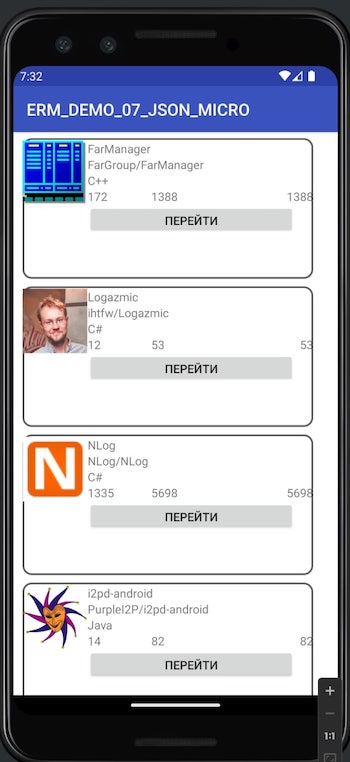 7:32
ERM_DEMO_07_JSON_MICRO
FarManager
FarGroup/FarManager
C++
172 1388 1388
ПЕРЕЙТИ
Logazmic
ihtfw/Logazmic
C#
12 53 53
ПЕРЕЙТИ
N
NLog
NLog/NLog
C#
1335 5698 5698
ПЕРЕЙТИ
i2pd-android
PurpleI2P/i2pd-android
Java
14 82 82
ПЕРЕЙТИ
1:1